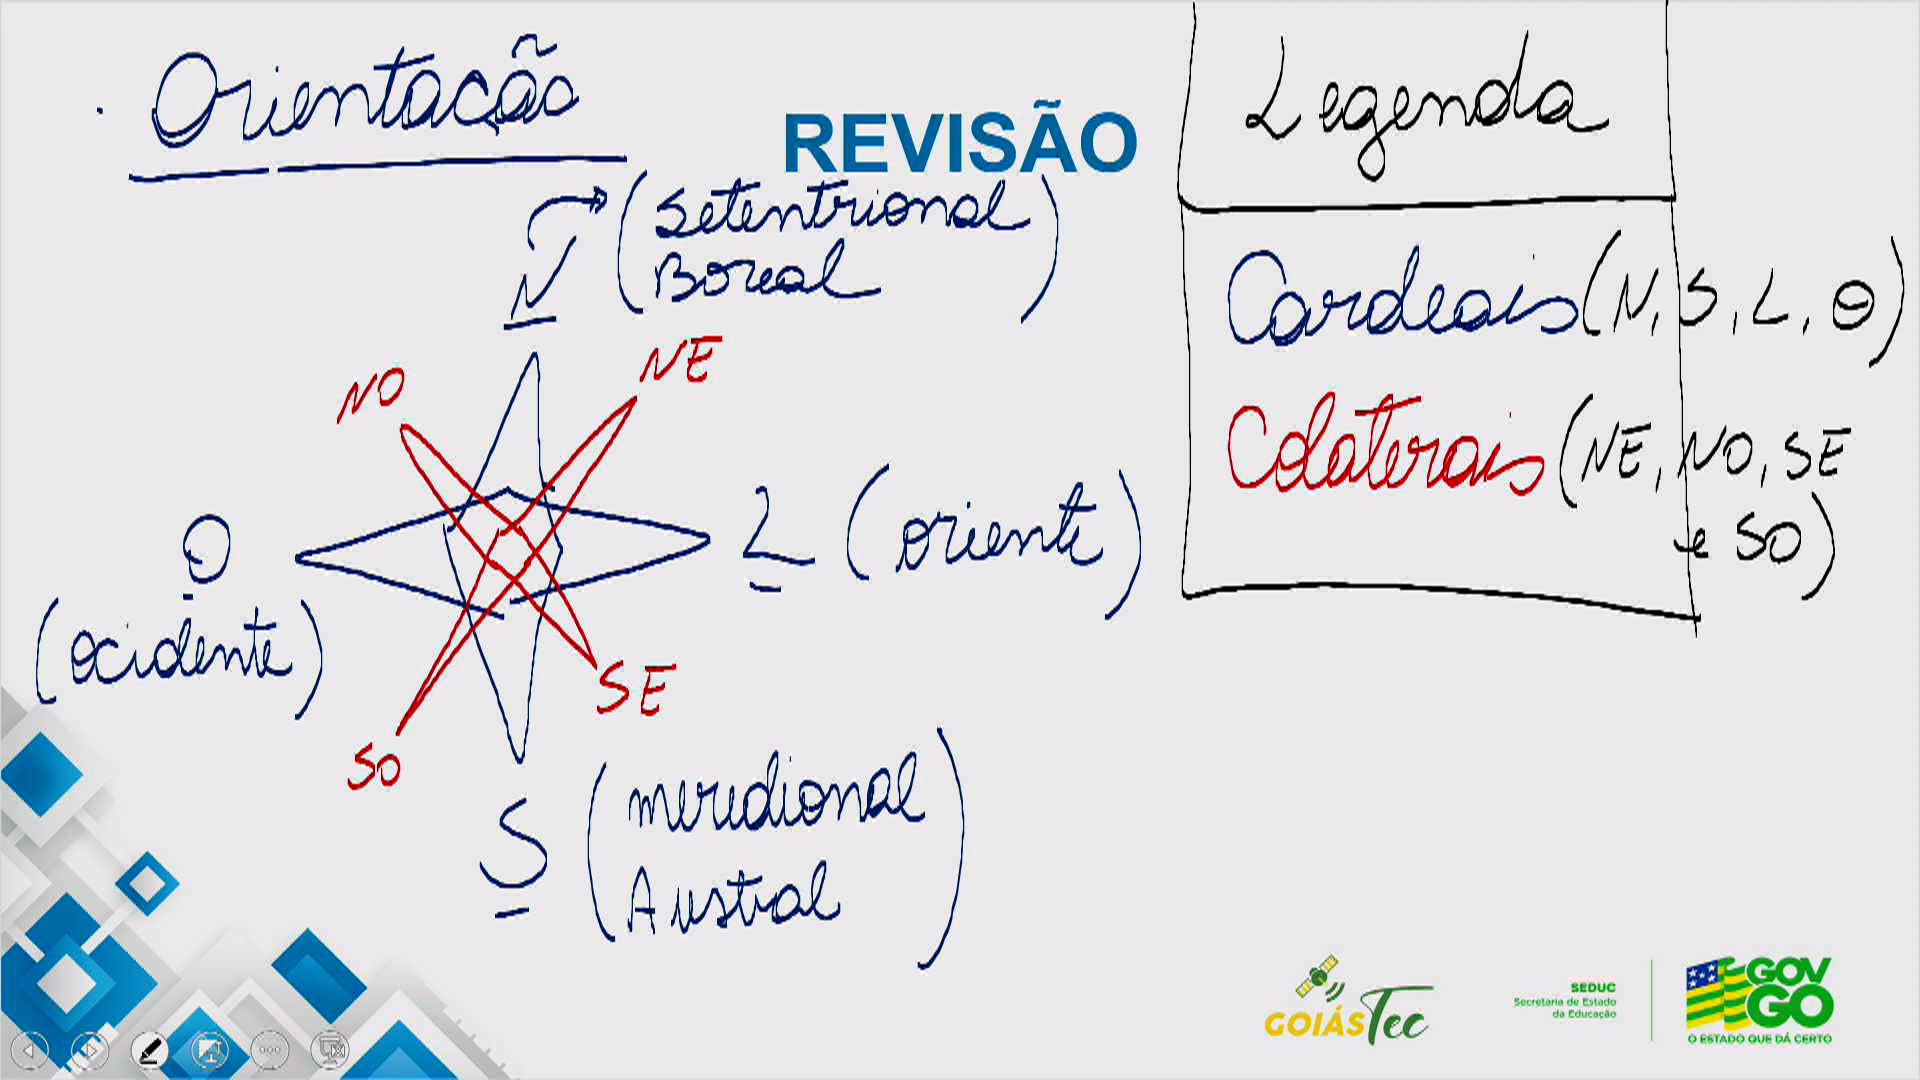 Orientação
REVISÃO
Legenda
N
(Setentrional
Boreal)
Cardeais (N, S, L, O)
NO
NE
Colaterais (NE, NO, SE
e SO)
O
(ocidente)
L (oriente)
SO
SE
S
(meridional
Austral)
GOIÁSTec
SEDUC
Secretaria de Estado
da Educação
GOV
GO
O ESTADO QUE DÁ CERTO